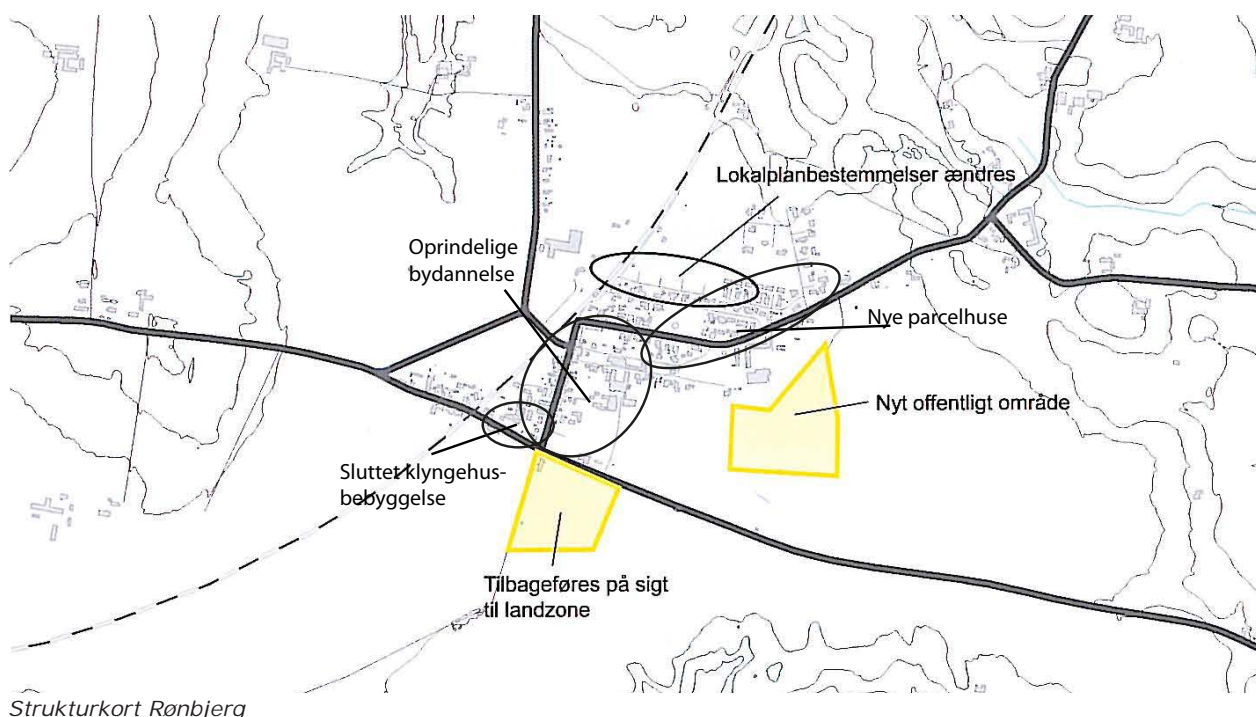 Lokalplanbestemmelser ændres
Oprindelige
bydannelse
Nye parcelhuse
Nyt offentligt område
Sluttet klyngehus-
bebyggelse
Tilbageføres på sigt
til landzone
Strukturkort Rønbjerg